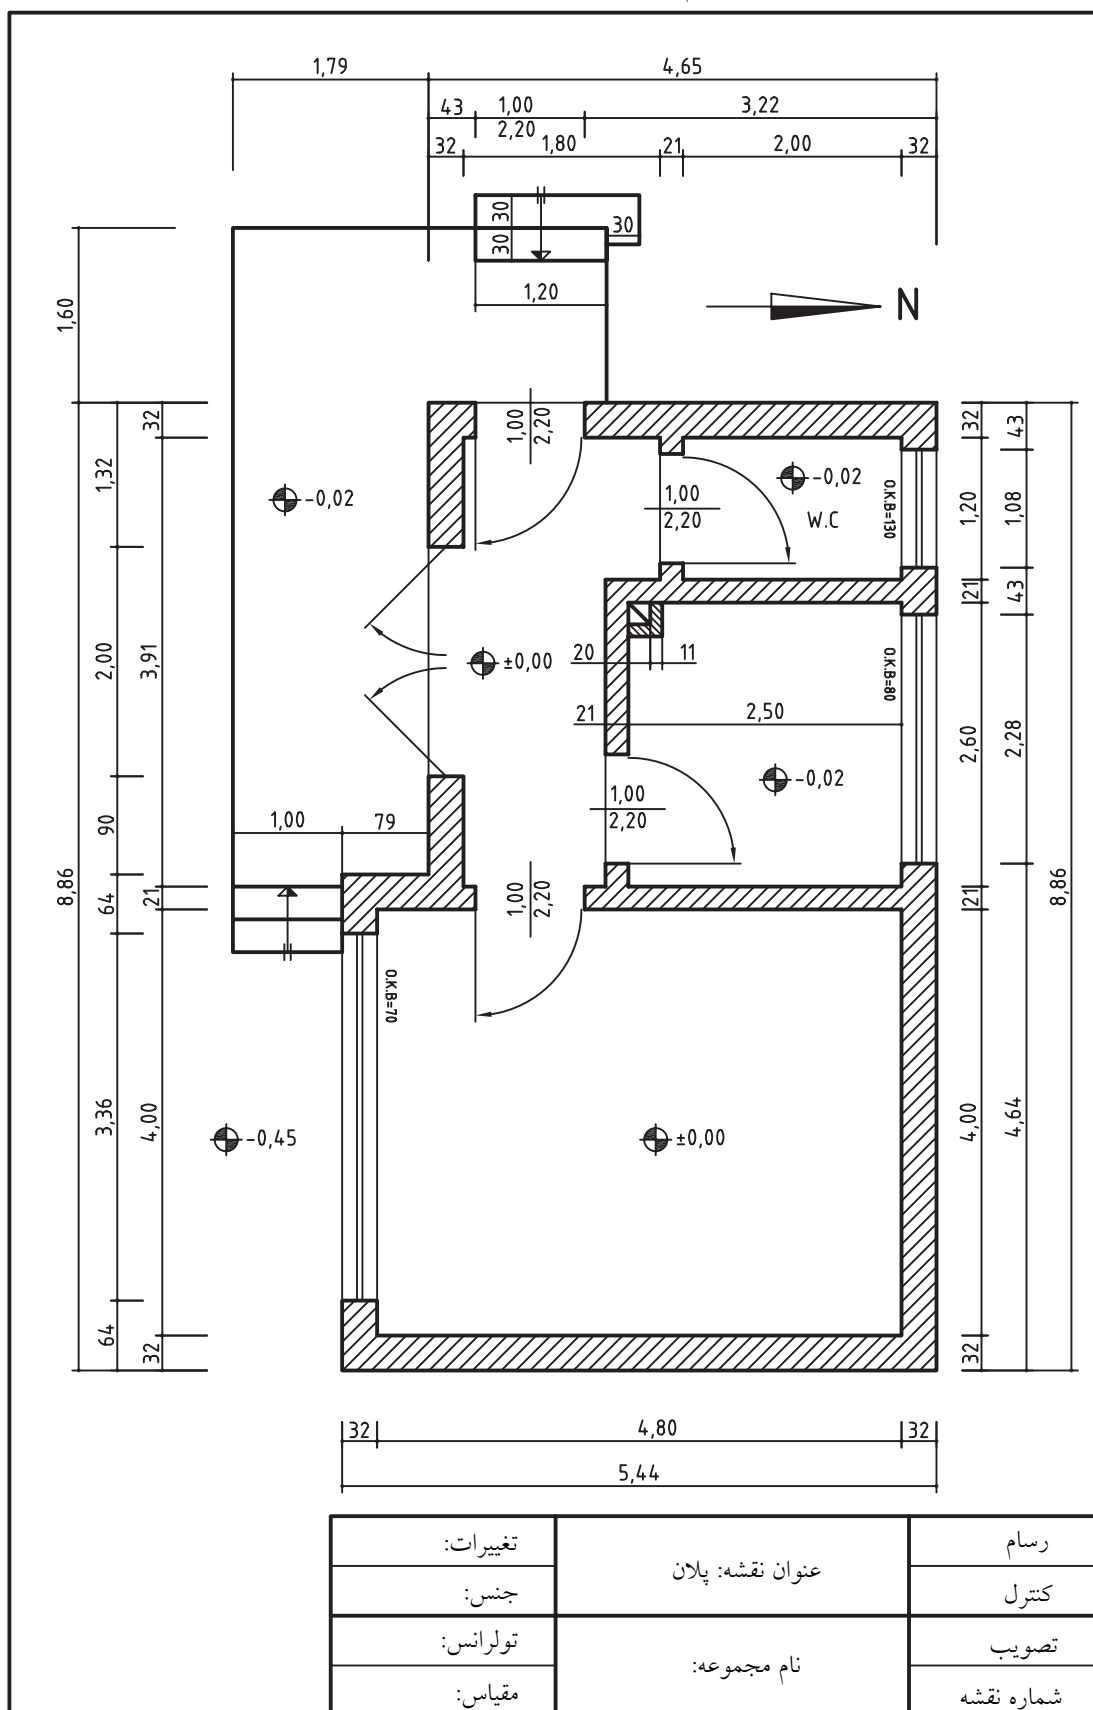 1,79 4,65
43 1,00 3,22
2,20
32 1,80 21 2,00 32
30
30
30
1,20
N
1,60
32
1,32
1,00
2,20
32
43
-0,02
-0,02
1,00
2,20
W.C
O.K.B=130
1,20
1,08
21
43
2,00
3,91
±0,00
20 11
O.K.B=80
21 2,50
2,60
2,28
-0,02
1,00
2,20
1,00 79
90
8,86
64
21
1,00
2,20
21
8,86
O.K.B=70
3,36
4,00
-0,45
±0,00
4,00
4,64
64
32
32
32 4,80 32
5,44
رسام
عنوان نقشه: پلان
تغییرات:
کنترل
جنس:
تصویب
نام مجموعه:
تولرانس:
شماره نقشه
مقیاس: